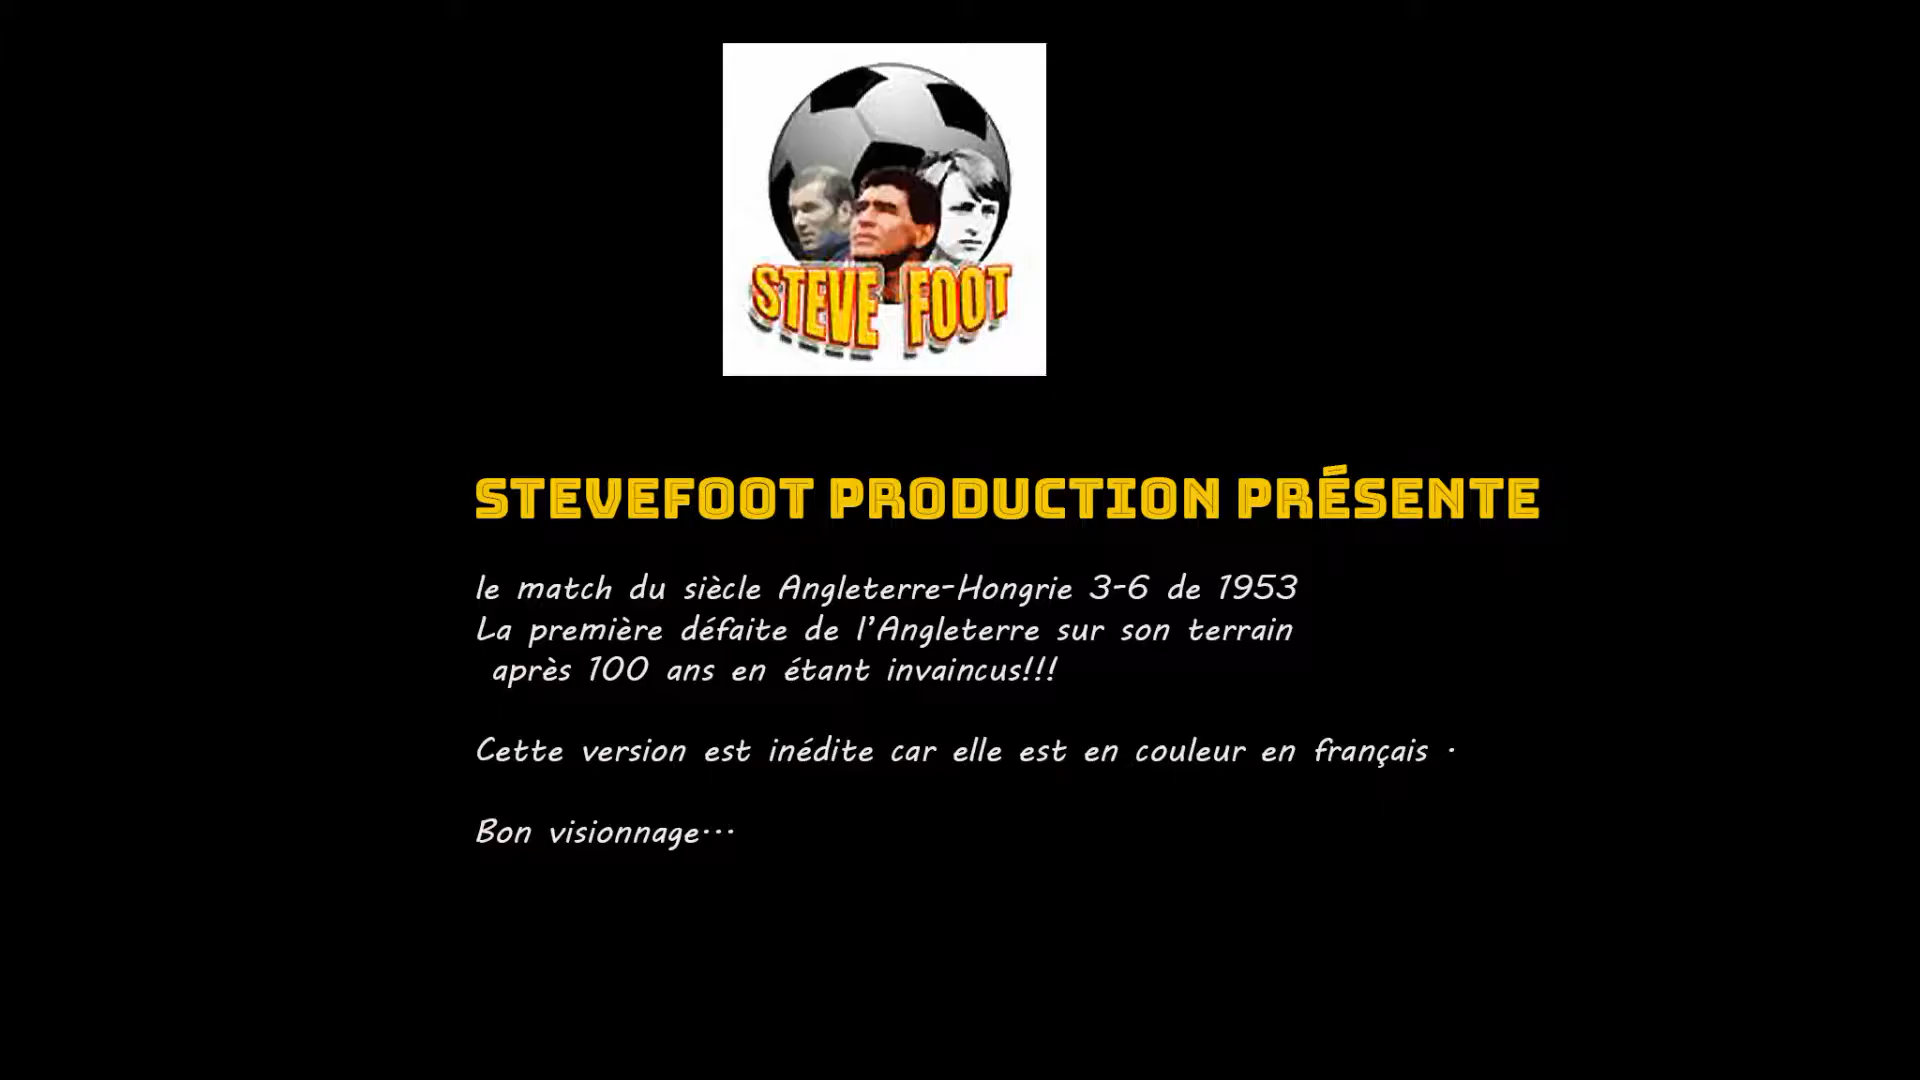 STEVE FOOT
STEVEFOOT PRODUCTION PRÉSENTE
le match du siècle Angleterre-Hongrie 3-6 de 1953
La première défaite de l'Angleterre sur son terrain
après 100 ans en étant invaincus!!!
Cette version est inédite car elle est en couleur en français .
Bon visionnage...